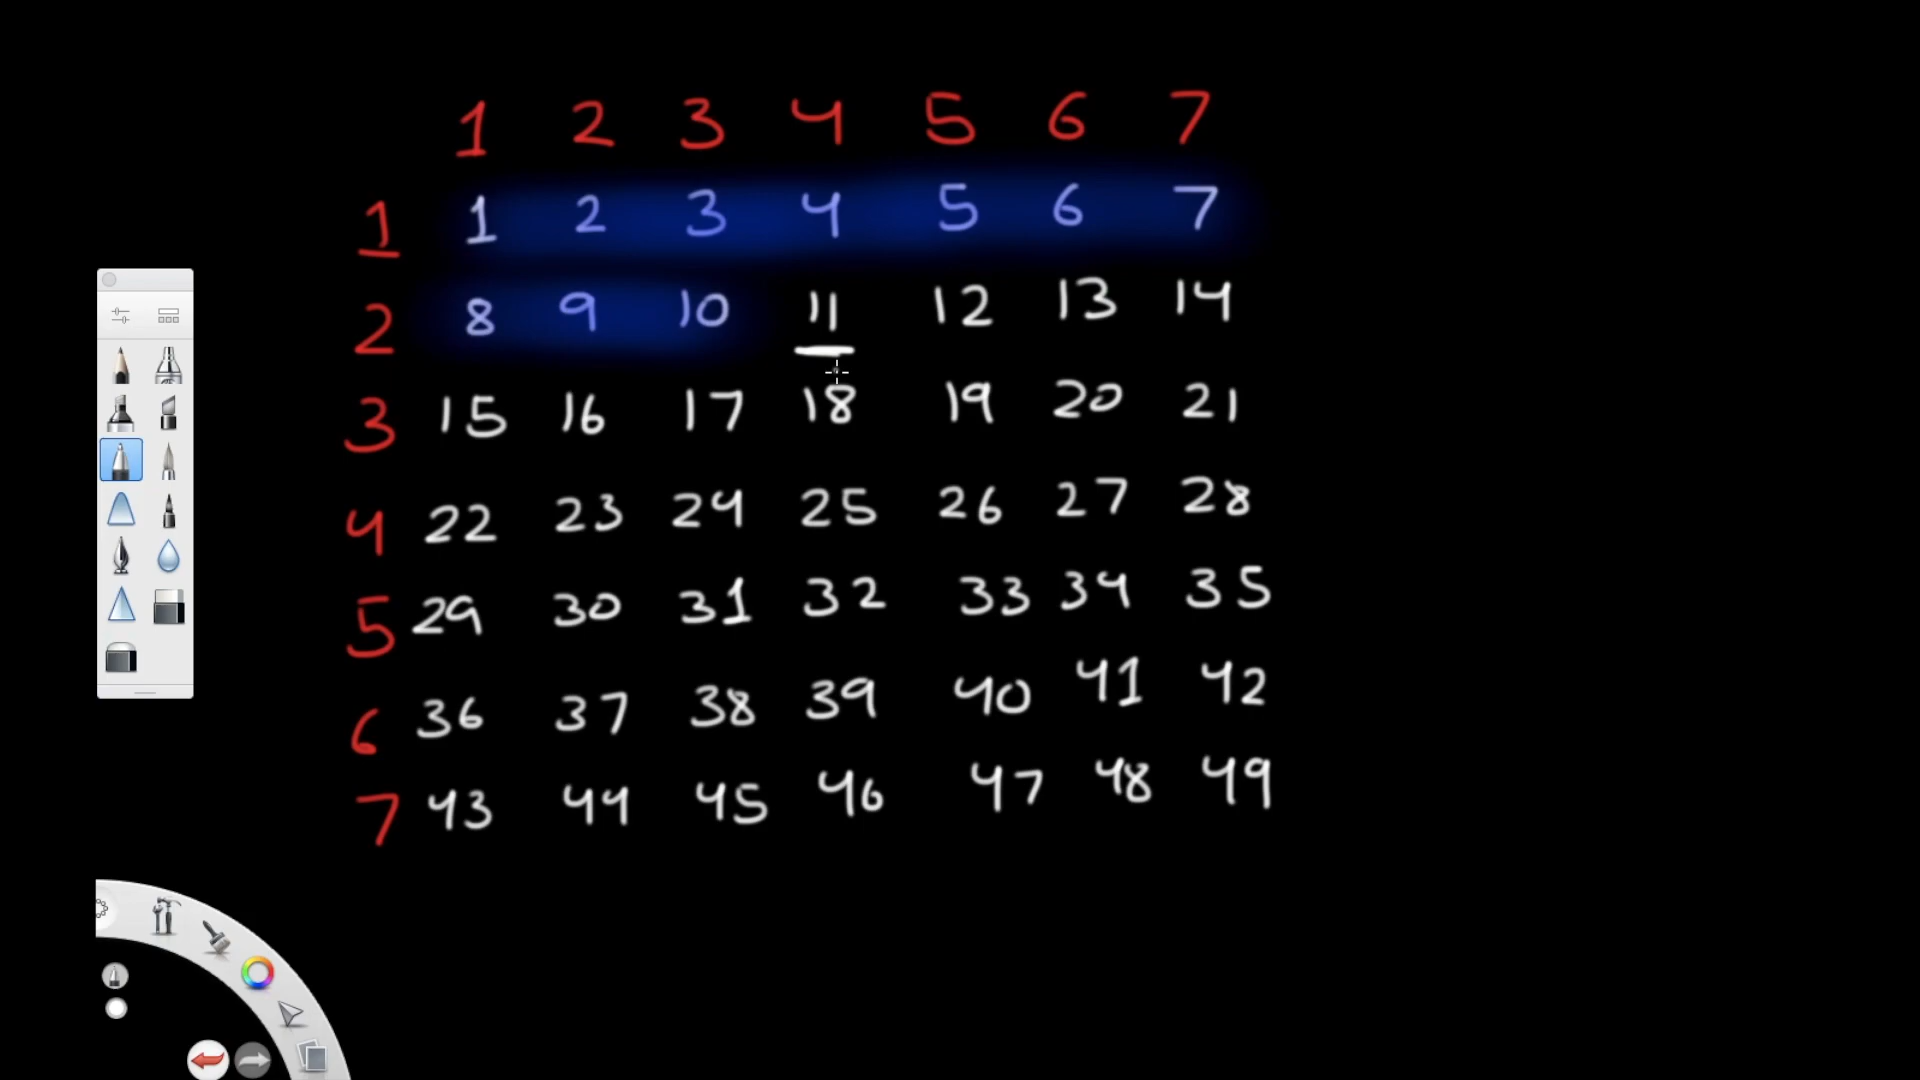 1 2 3 4 5 6 7
1 1 2 3 4 5 6 7
2 8 9 10 11 12 13 14
3 15 16 17 18 19 20 21
4 22 23 24 25 26 27 28
5 29 30 31 32 33 34 35
6 36 37 38 39 40 41 42
7 43 44 45 46 47 48 49